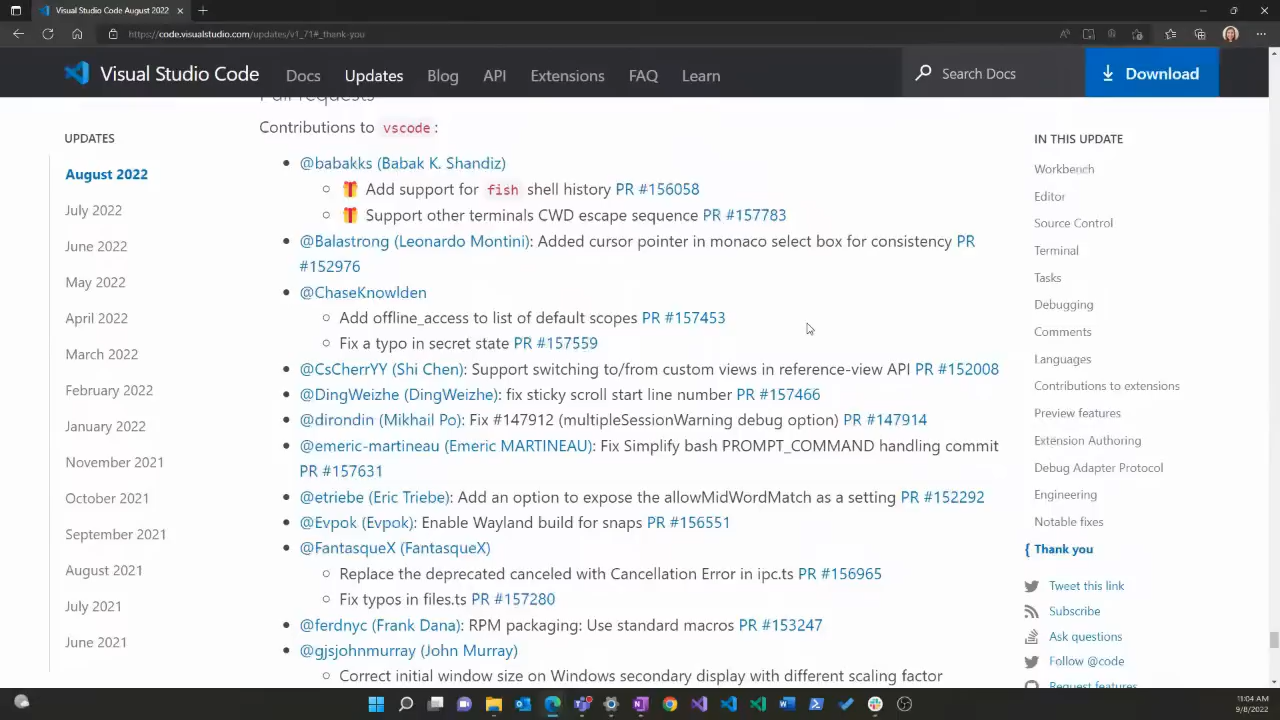 Visual Studio Code August 2022
https://code.visualstudio.com/updates/v1_71#_thank-you
Visual Studio Code
Docs
Updates
Blog
API
Extensions
FAQ
Learn
Search Docs
Download
UPDATES
August 2022
July 2022
June 2022
May 2022
April 2022
March 2022
February 2022
January 2022
November 2021
October 2021
September 2021
August 2021
July 2021
June 2021
Pull requests
Contributions to vscode:
@babakks (Babak K. Shandiz)
Add support for fish shell history PR #156058
Support other terminals CWD escape sequence PR #157783
@Balastrong (Leonardo Montini): Added cursor pointer in monaco select box for consistency PR
#152976
@ChaseKnowlden
Add offline_access to list of default scopes PR #157453
Fix a typo in secret state PR #157559
@CsCherrYY (Shi Chen): Support switching to/from custom views in reference-view API PR #152008
@DingWeizhe (DingWeizhe): fix sticky scroll start line number PR #157466
@dirondin (Mikhail Po): Fix #147912 (multipleSessionWarning debug option) PR #147914
@emeric-martineau (Emeric MARTINEAU): Fix Simplify bash PROMPT_COMMAND handling commit
PR #157631
@etriebe (Eric Triebe): Add an option to expose the allowMidWordMatch as a setting PR #152292
@Evpok (Evpok): Enable Wayland build for snaps PR #156551
@FantasqueX (FantasqueX)
Replace the deprecated canceled with Cancellation Error in ipc.ts PR #156965
Fix typos in files.ts PR #157280
@ferdnyc (Frank Dana): RPM packaging: Use standard macros PR #153247
@gjsjohnmurray (John Murray)
Correct initial window size on Windows secondary display with different scaling factor
IN THIS UPDATE
Workbench
Editor
Source Control
Terminal
Tasks
Debugging
Comments
Languages
Contributions to extensions
Preview features
Extension Authoring
Debug Adapter Protocol
Engineering
Notable fixes
{ Thank you
Tweet this link
Subscribe
Ask questions
Follow @code
Request features
11:04 AM
9/8/2022